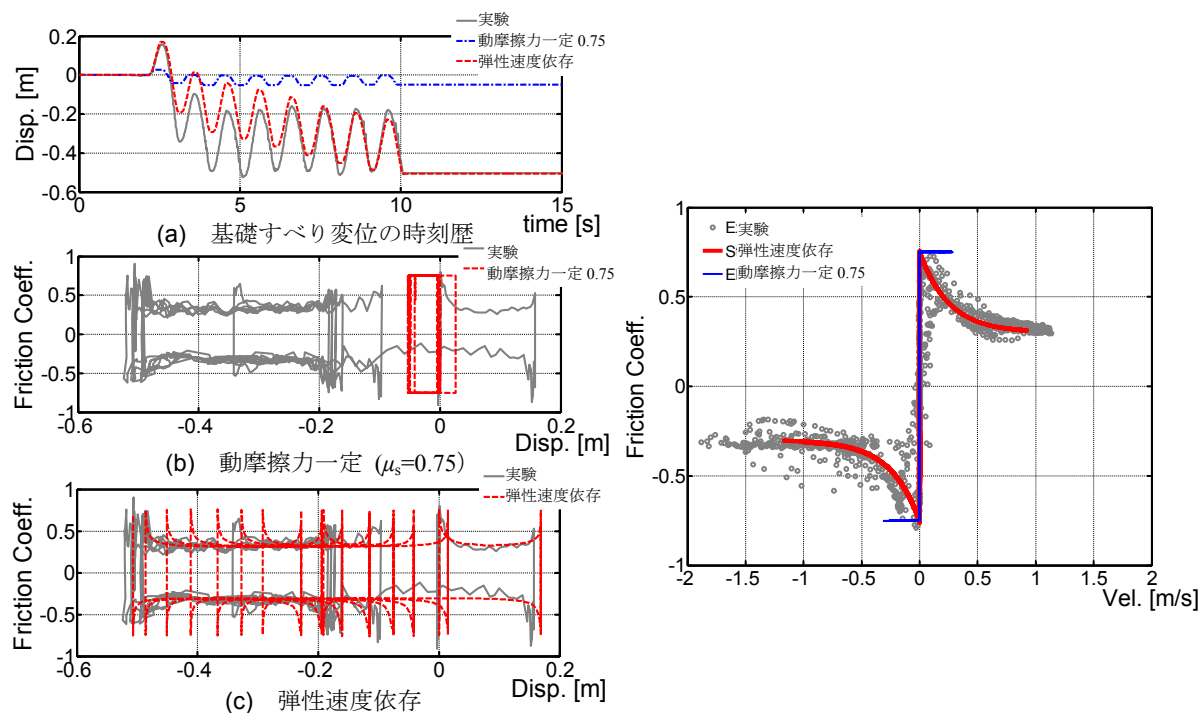 実験
動摩擦力一定 0.75
弾性速度依存
Disp. [m]
0.2
0
-0.2
-0.4
-0.6
0
5
10
15
time [s]
(a) 基礎すべり変位の時刻歴
実験
動摩擦力一定 0.75
Friction Coeff.
1
0.5
0
-0.5
-1
-0.6
-0.4
-0.2
0
0.2
Disp. [m]
(b) 動摩擦力一定 (μs=0.75)
実験
弾性速度依存
Friction Coeff.
1
0.5
0
-0.5
-1
-0.6
-0.4
-0.2
0
0.2
Disp. [m]
(c) 弾性速度依存
E:実験
S弾性速度依存
E動摩擦力一定 0.75
Friction Coeff.
1
0.5
0
-0.5
-1
-2
-1.5
-1
-0.5
0
0.5
1
1.5
2
Vel. [m/s]